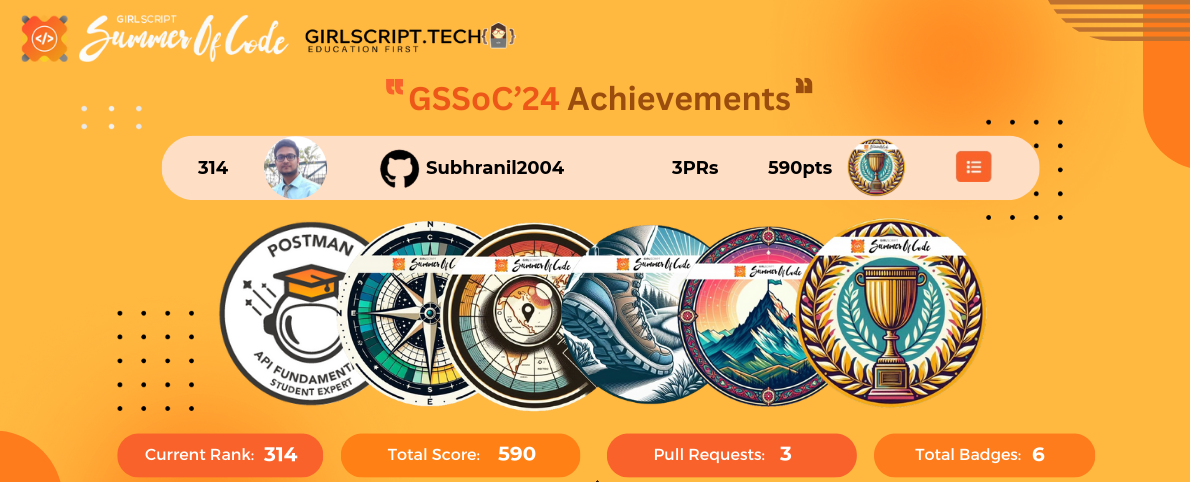 GIRLSCRIPT
Summer Of Code
GIRLSCRIPT.TECH
EDUCATION FIRST
"GSSoC’24 Achievements"
314 Subhranil2004 3PRs 590pts
POSTMAN
API FUNDAMENT
STUDENT EXPERT
N
C
E
S
GIRLSCRIPT
Summer Of C
GIRLSCRIPT
Summer Of Code
GIRLSCRIPT
Summer Of Code
GIRLSCRIPT
Summer Of Code
GIRLSCRIPT
Summer Of Code
Current Rank: 314
Total Score: 590
Pull Requests: 3
Total Badges: 6